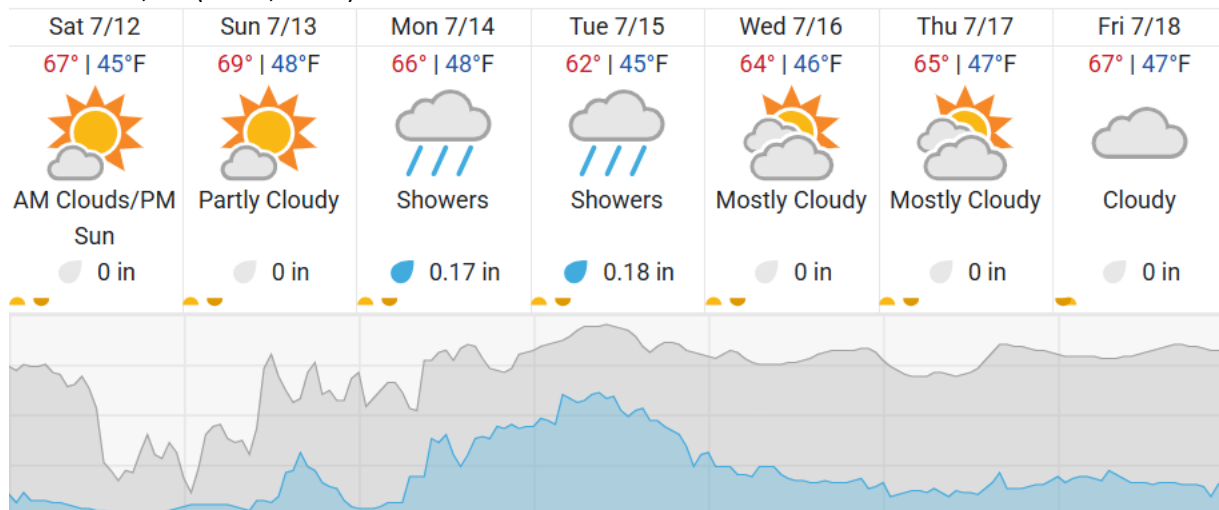 Sat 7/12 Sun 7/13 Mon 7/14 Tue 7/15 Wed 7/16 Thu 7/17 Fri 7/18
67° | 45°F 69° | 48°F 66° | 48°F 62° | 45°F 64° | 46°F 65° | 47°F 67° | 47°F
AM Clouds/PM Partly Cloudy Showers Showers Mostly Cloudy Mostly Cloudy Cloudy
Sun
0 in 0 in 0.17 in 0.18 in 0 in 0 in 0 in